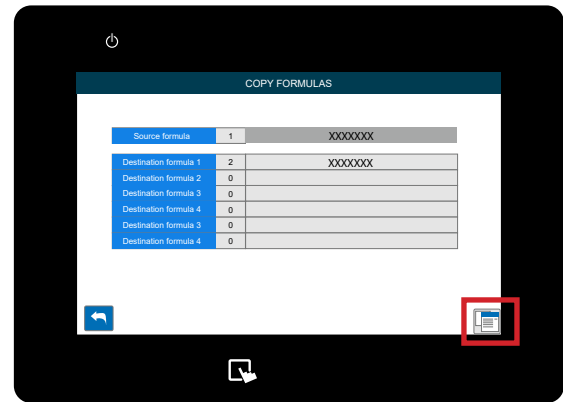 COPY FORMULAS
Source formula 1 XXXXXXX
Destination formula 1 2 XXXXXXX
Destination formula 2 0
Destination formula 3 0
Destination formula 4 0
Destination formula 3 0
Destination formula 4 0